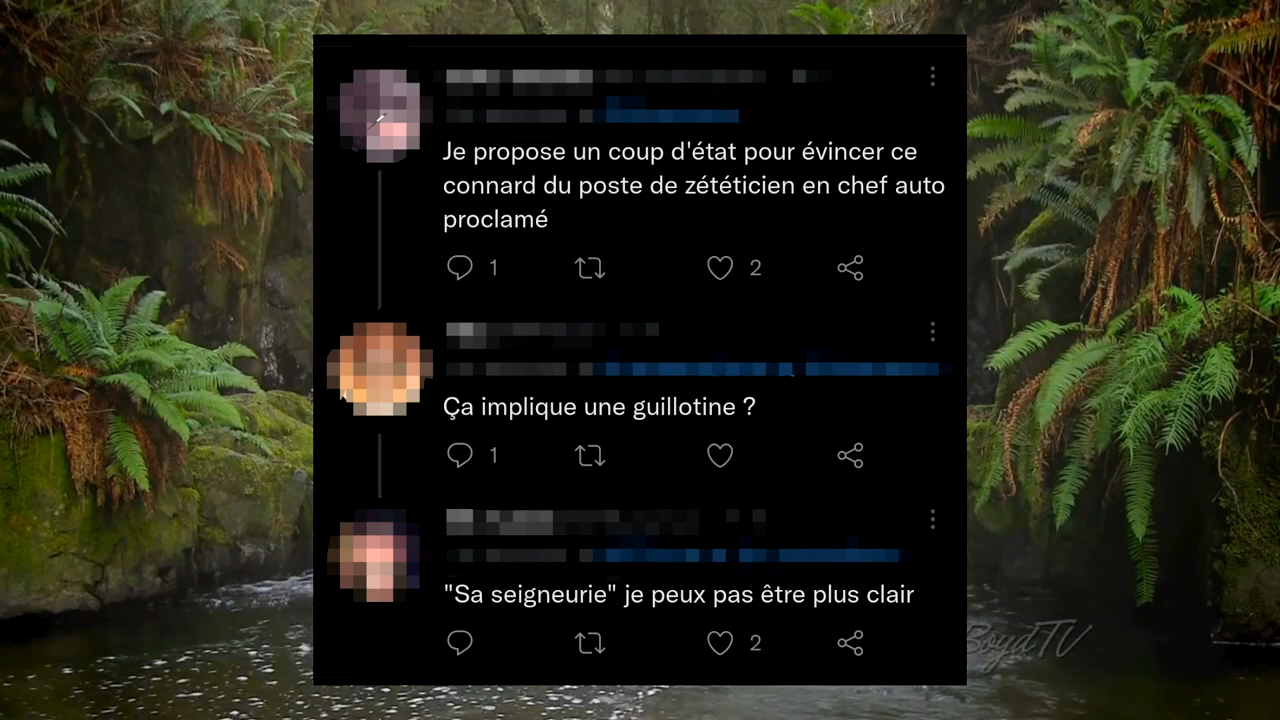 Je propose un coup d'état pour évincer ce
connard du poste de zététicien en chef auto
proclamé
1
2
Ça implique une guillotine ?
1
"Sa seigneurie" je peux pas être plus clair
2
BoydTV